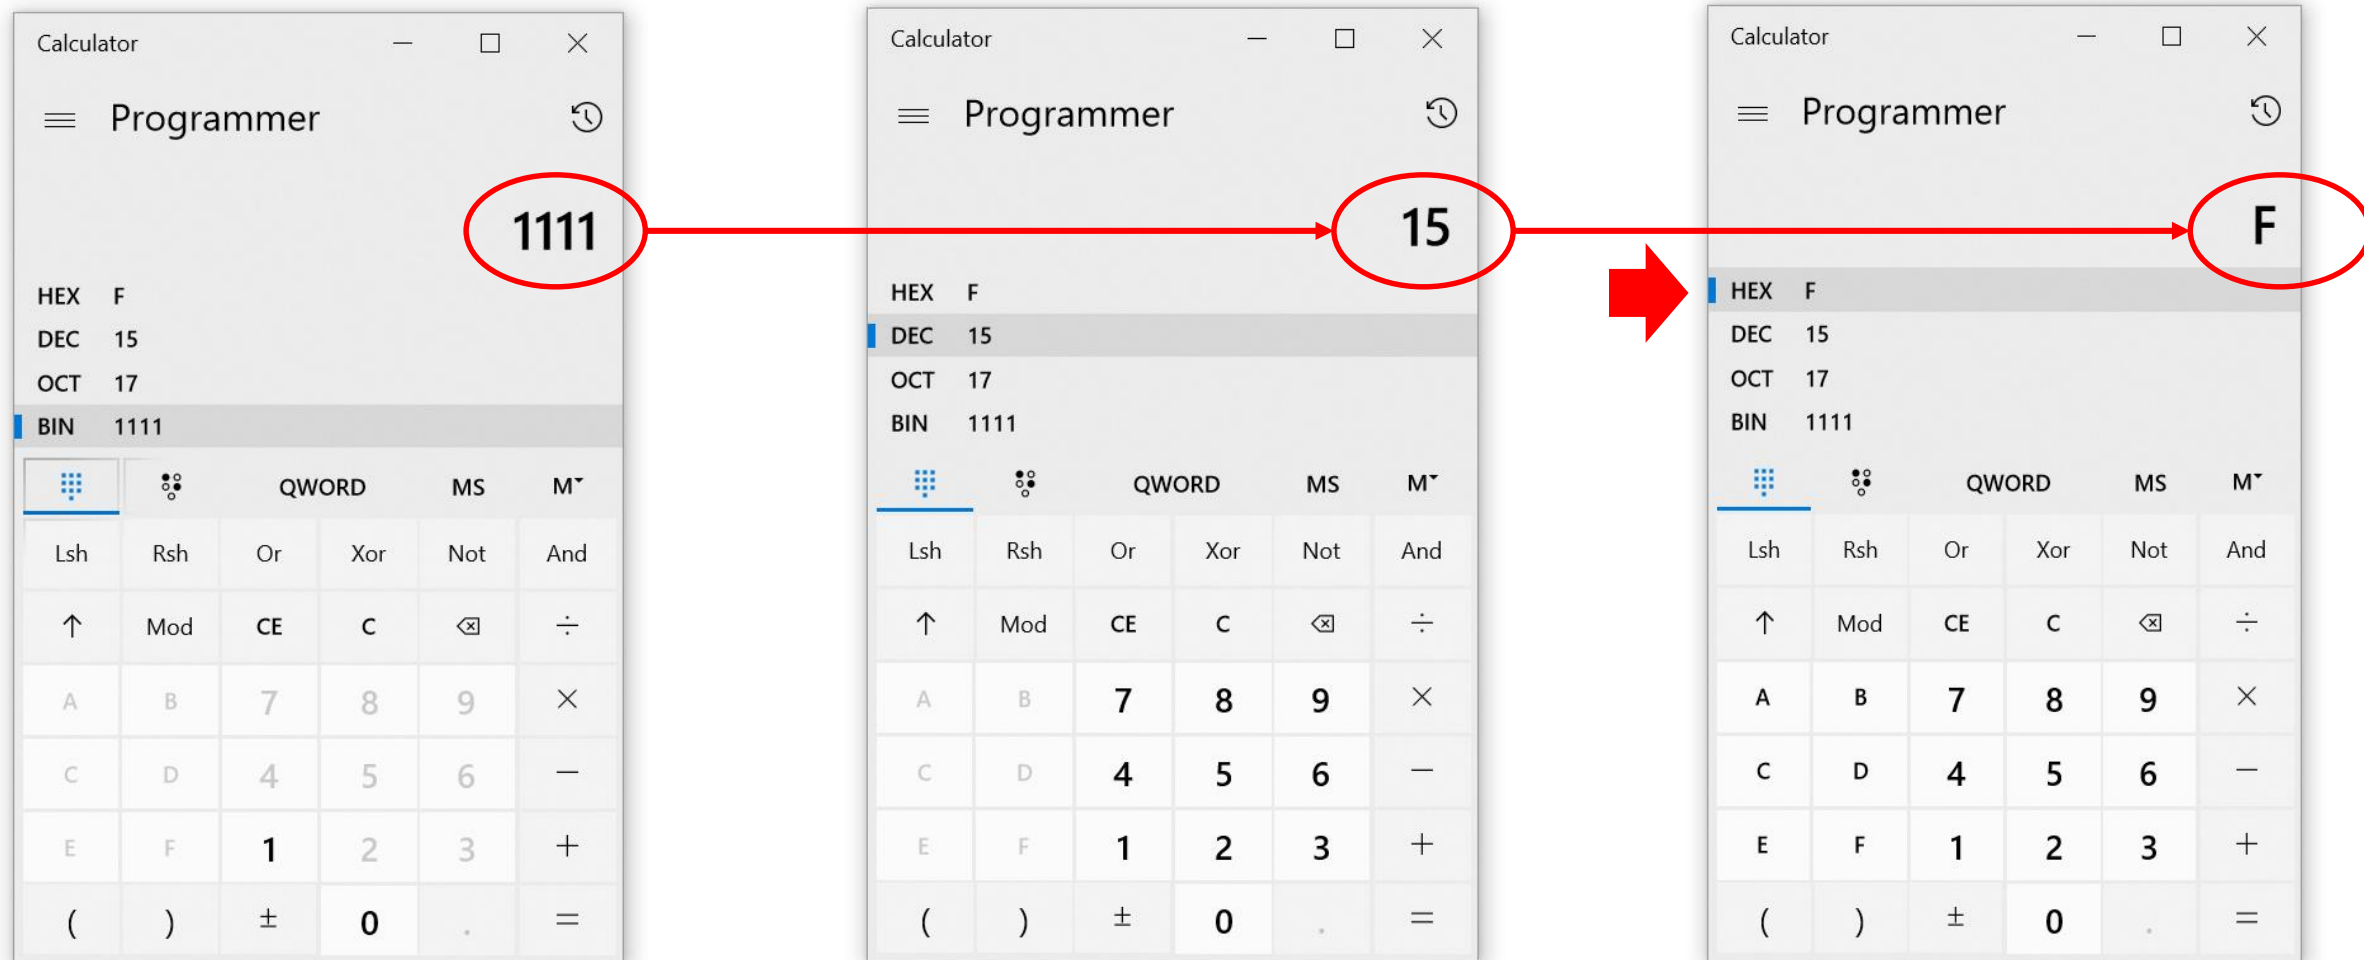 Calculator
Programmer
1111
HEX F
DEC 15
OCT 17
BIN 1111
QWORD MS M
Lsh Rsh Or Xor Not And
↑ Mod CE C ÷
A B 7 8 9 ×
C D 4 5 6 −
E F 1 2 3 +
( ) ± 0 . =
Calculator
Programmer
15
HEX F
DEC 15
OCT 17
BIN 1111
QWORD MS M
Lsh Rsh Or Xor Not And
↑ Mod CE C ÷
A B 7 8 9 ×
C D 4 5 6 −
E F 1 2 3 +
( ) ± 0 . =
Calculator
Programmer
F
HEX F
DEC 15
OCT 17
BIN 1111
QWORD MS M
Lsh Rsh Or Xor Not And
↑ Mod CE C ÷
A B 7 8 9 ×
C D 4 5 6 −
E F 1 2 3 +
( ) ± 0 . =